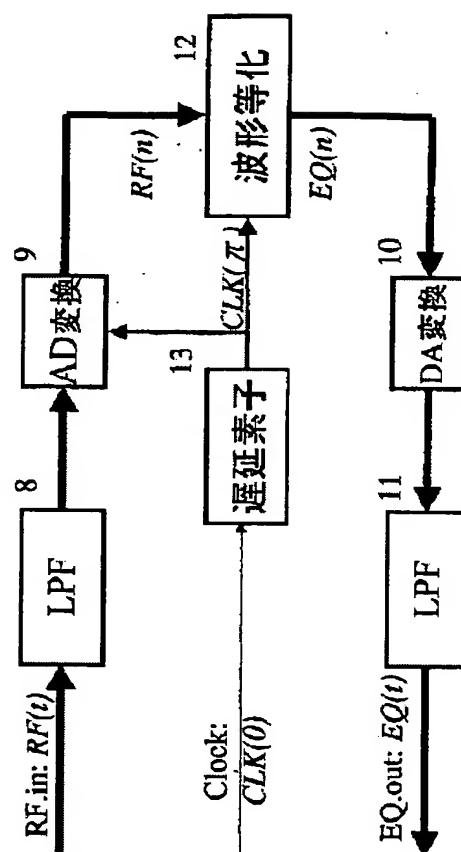 RF.in: RF(t)
LPF
8
AD変換
9
RF(n)
波形等化
12
Clock:
CLK(0)
遅延素子
13
CLK(π)
EQ(n)
DA変換
10
LPF
11
EQ.out: EQ(t)